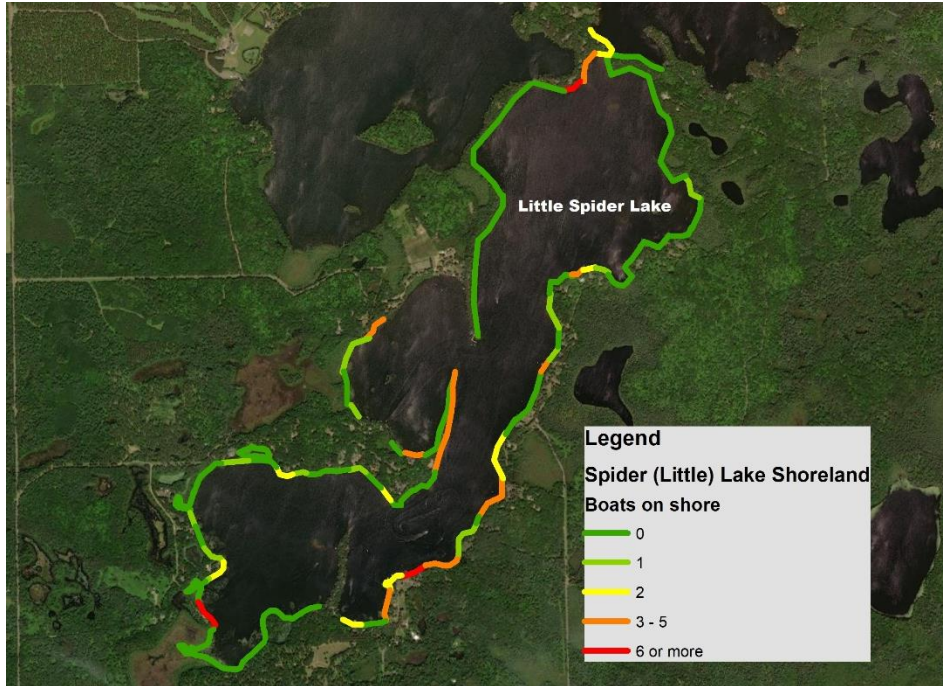 Little Spider Lake
Legend
Spider (Little) Lake Shoreland
Boats on shore
0
1
2
3 - 5
6 or more